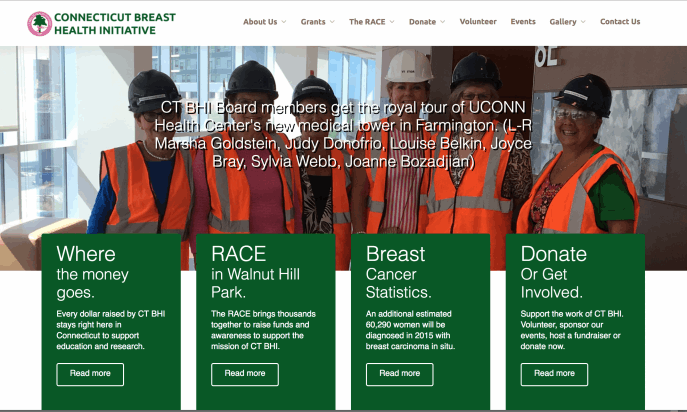 CONNECTICUT BREAST
HEALTH INITIATIVE
About Us Grants The RACE Donate Volunteer Events Gallery Contact Us
CT BHI Board members get the royal tour of UCONN
Health Center's new medical tower in Farmington. (L-R
Marsha Goldstein, Judy Donofrio, Louise Belkin, Joyce
Bray, Sylvia Webb, Joanne Bozadjian)
Where
the money
goes.
Every dollar raised by CT BHI
stays right here in
Connecticut to support
education and research.
Read more
RACE
in Walnut Hill
Park.
The RACE brings thousands
together to raise funds and
awareness to support the
mission of CT BHI.
Read more
Breast
Cancer
Statistics.
An additional estimated
60,290 women will be
diagnosed in 2015 with
breast carcinoma in situ.
Read more
Donate
Or Get
Involved.
Support the work of CT BHI.
Volunteer, sponsor our
events, host a fundraiser or
donate now.
Read more